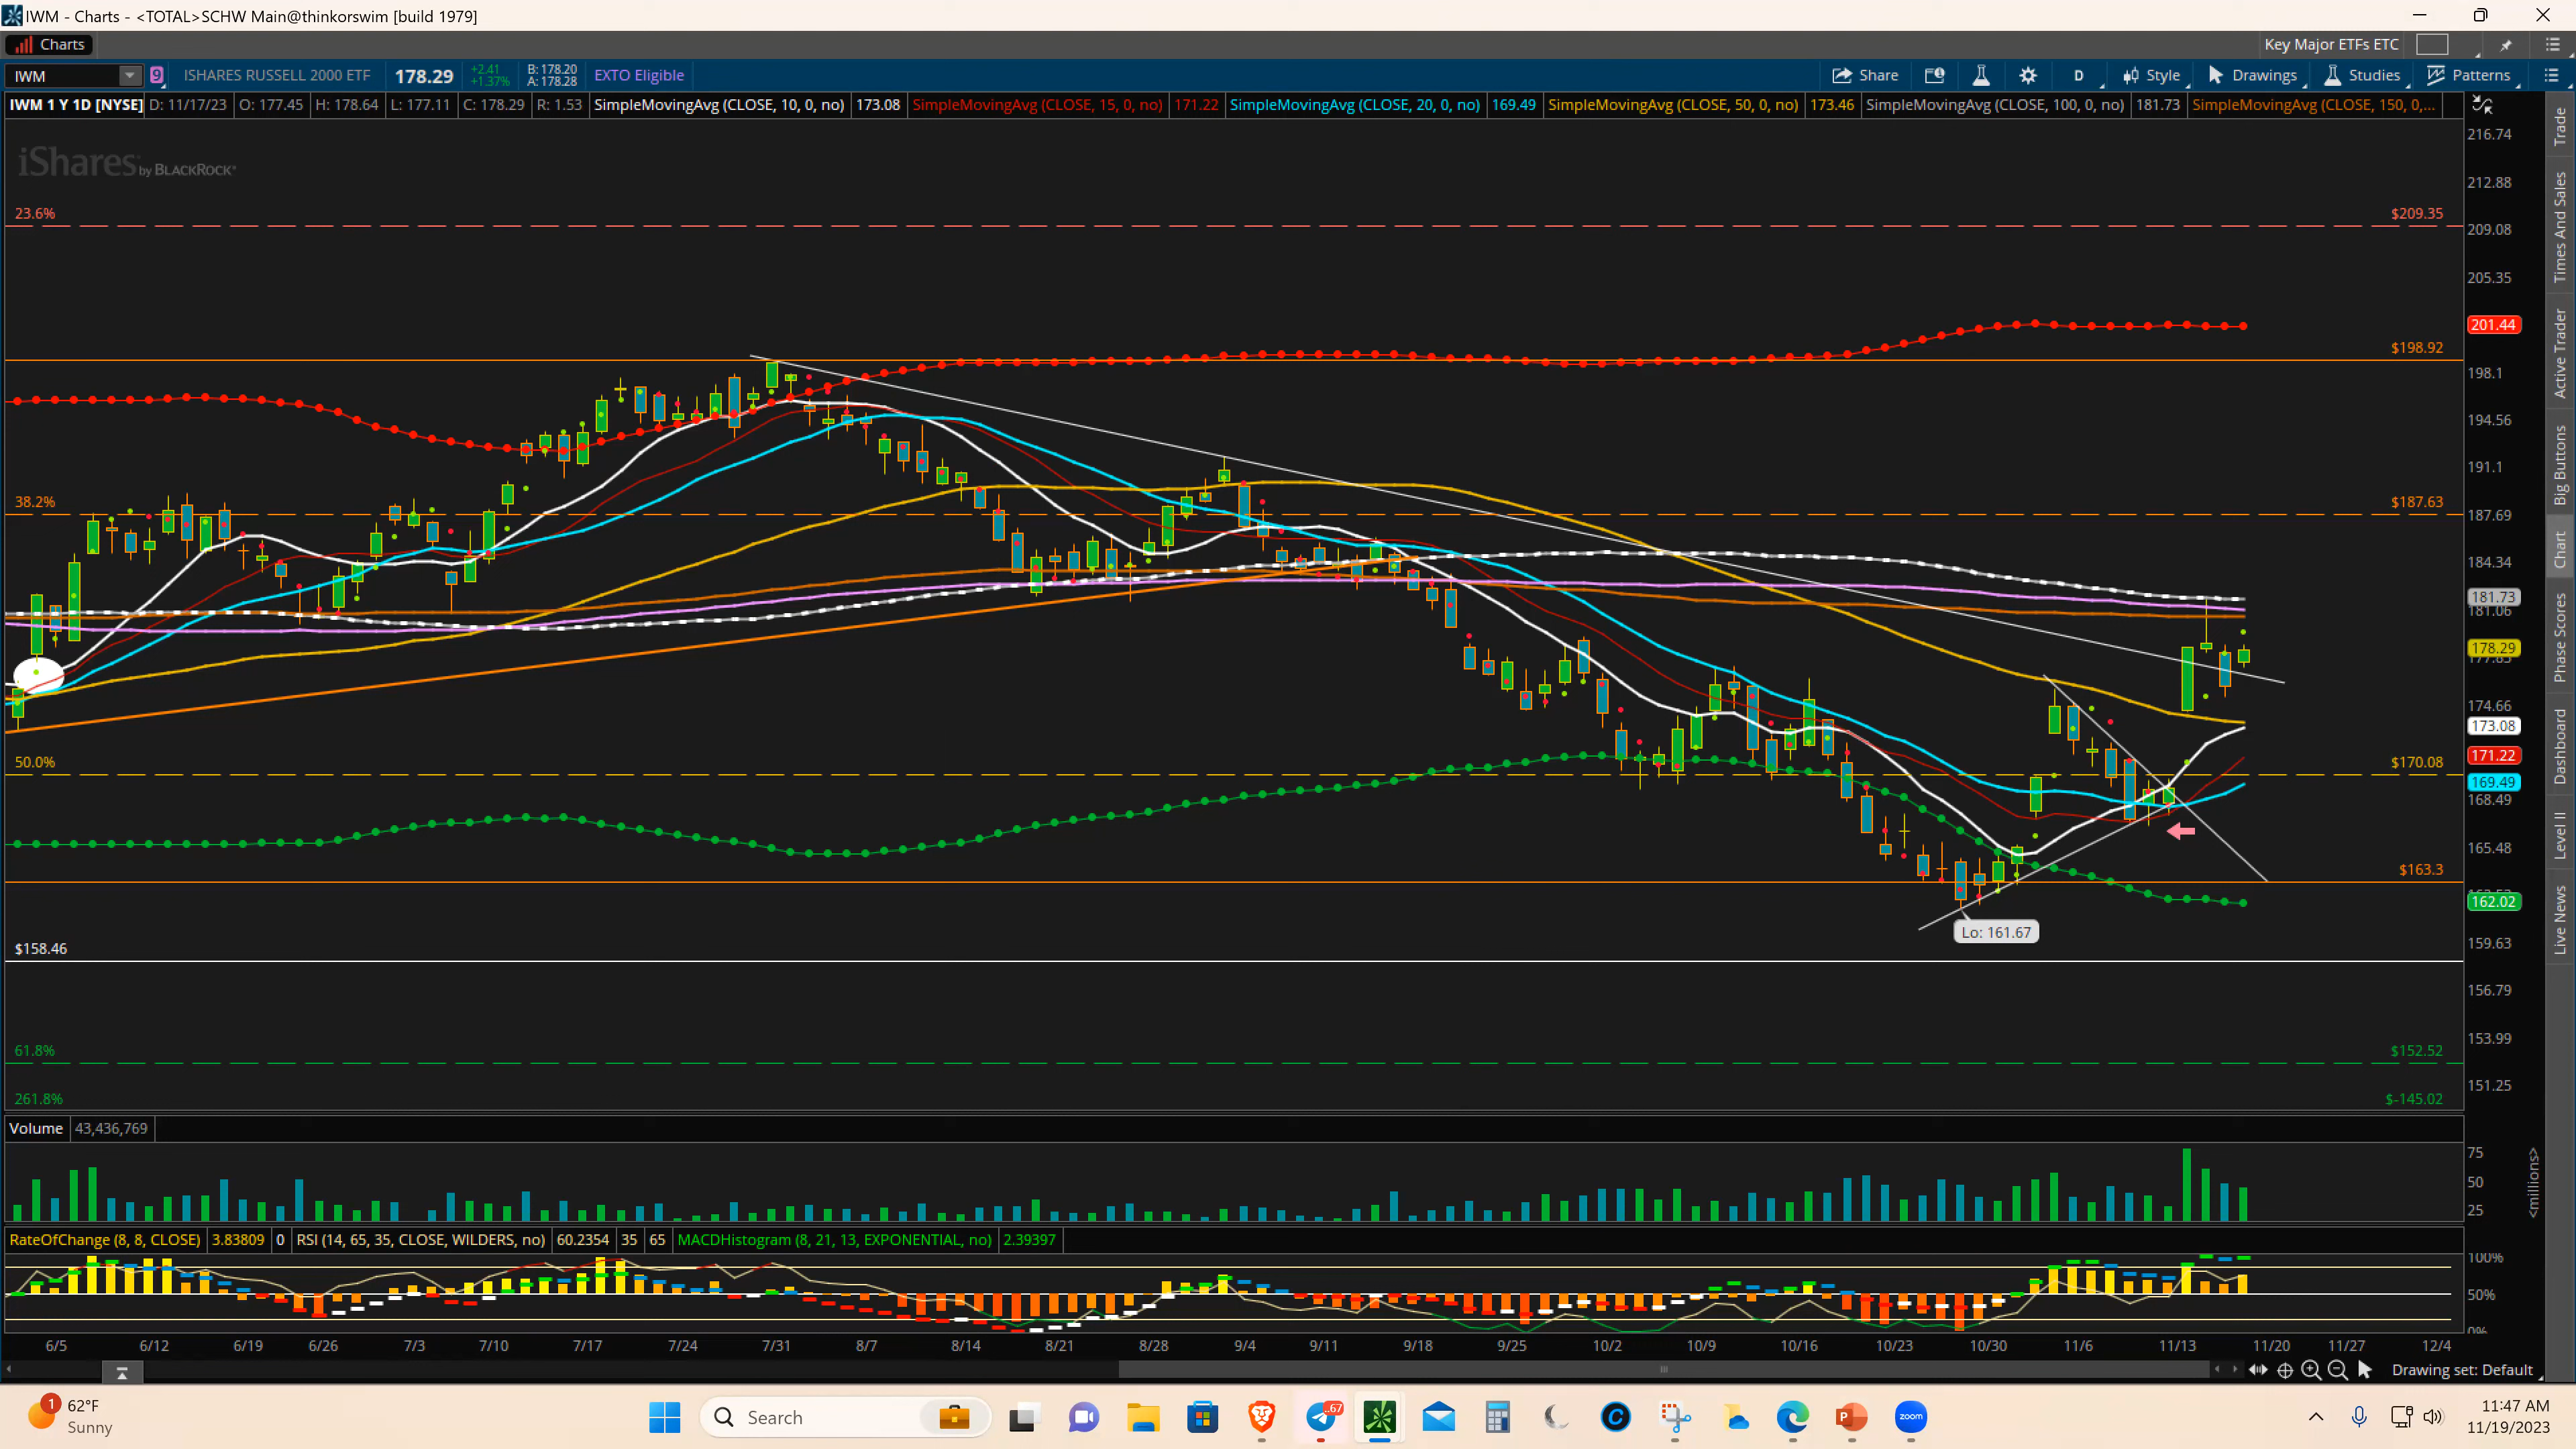 IWM - Charts - <TOTAL>SCHW Main@thinkorswim [build 1979]
Charts
Key Major ETFs ETC
IWM
9
ISHARES RUSSELL 2000 ETF
178.29
+2.41
+1.37%
B: 178.20
A: 178.28
EXTO Eligible
Share
D
Style
Drawings
Studies
Patterns
IWM 1 Y 1D [NYSE] D: 11/17/23 O: 177.45 H: 178.64 L: 177.11 C: 178.29 R: 1.53 SimpleMovingAvg (CLOSE, 10, 0, no) 173.08 SimpleMovingAvg (CLOSE, 15, 0, no) 171.22 SimpleMovingAvg (CLOSE, 20, 0, no) 169.49 SimpleMovingAvg (CLOSE, 50, 0, no) 173.46 SimpleMovingAvg (CLOSE, 100, 0, no) 181.73 SimpleMovingAvg (CLOSE, 150, 0,...
iShares by BLACKROCK®
216.74
212.88
23.6%
$209.35
209.08
205.35
201.44
$198.92
198.1
194.56
191.1
38.2%
$187.63
187.69
184.34
181.73
181.06
178.29
174.66
173.08
171.22
50.0%
$170.08
169.49
168.49
165.48
$163.3
162.02
Lo: 161.67
$158.46
159.63
156.79
153.99
61.8%
$152.52
151.25
261.8%
$-145.02
Volume 43,436,769
75
50
25
<millions>
RateOfChange (8, 8, CLOSE) 3.83809 0 RSI (14, 65, 35, CLOSE, WILDERS, no) 60.2354 35 65 MACDHistogram (8, 21, 13, EXPONENTIAL, no) 2.39397
100%
50%
0%
6/5 6/12 6/19 6/26 7/3 7/10 7/17 7/24 7/31 8/7 8/14 8/21 8/28 9/4 9/11 9/18 9/25 10/2 10/9 10/16 10/23 10/30 11/6 11/13 11/20 11/27 12/4
Drawing set: Default
Trade
Times And Sales
Active Trader
Big Buttons
Chart
Phase Scores
Dashboard
Level II
Live News
1
62°F
Sunny
Search
.67
zoom
11:47 AM
11/19/2023